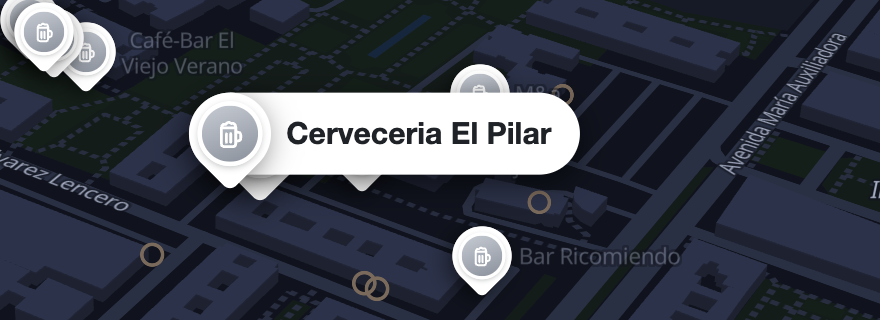 Café-Bar El
Viejo Verano
Cerveceria El Pilar
Avenida María Auxiliadora
varez Lencero
Bar Ricomiendo